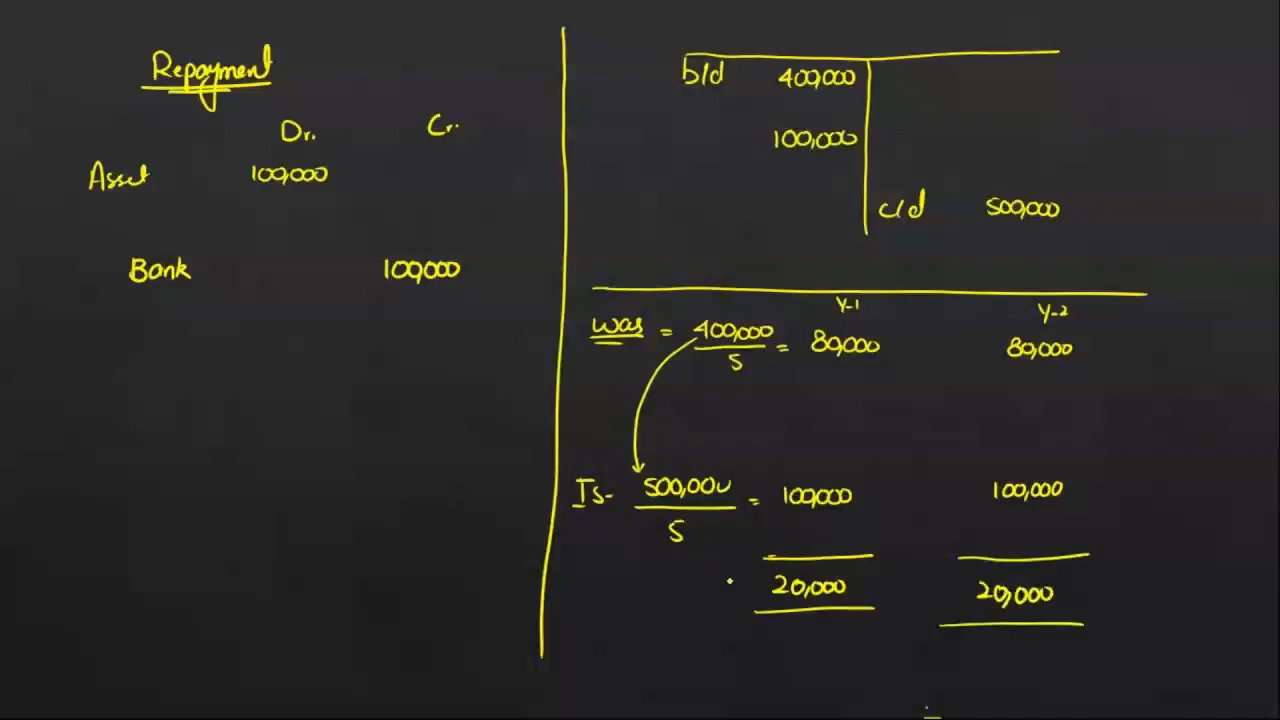 Repayment
Dr. Cr.
Asset 100,000
Bank 100,000
b/d 400,000
100,000
c/d 500,000
Y-1 Y-2
Was = 400,000 / 5 = 80,000 80,000
Is- 500,000 / 5 = 100,000 100,000
20,000 20,000